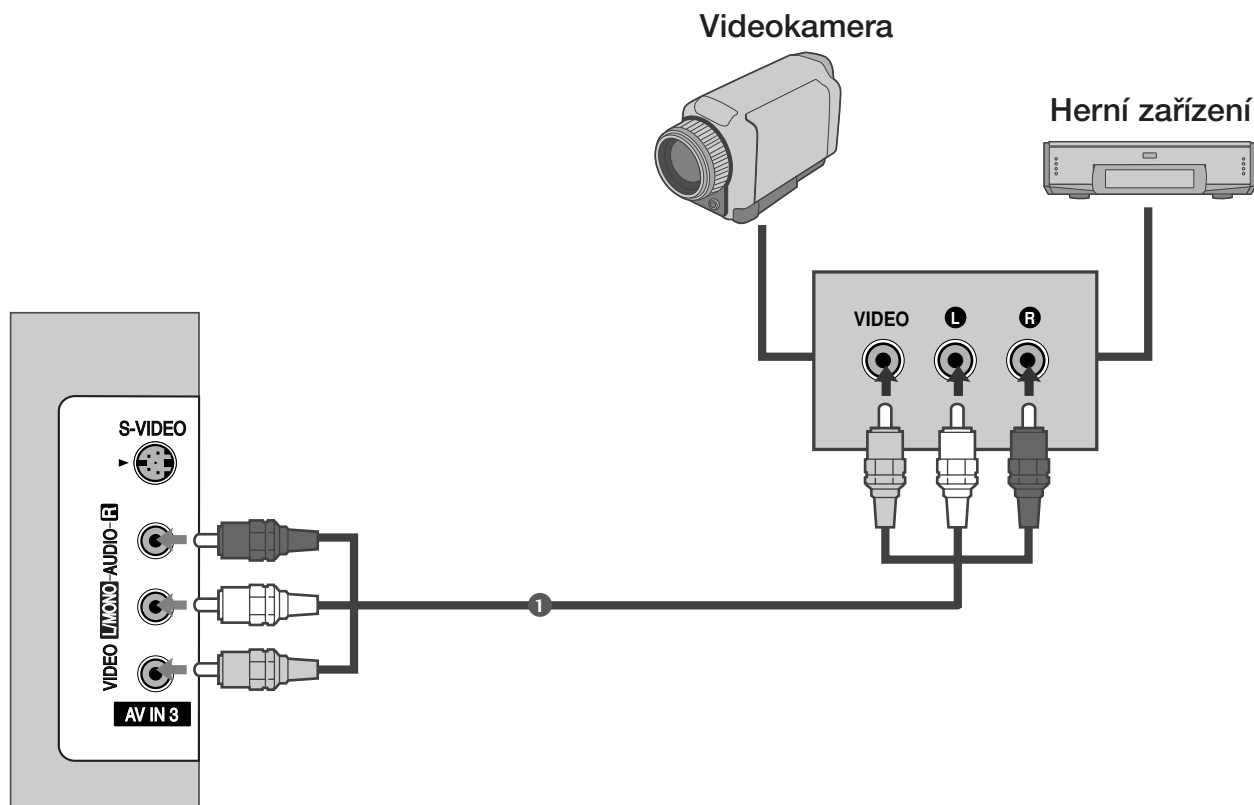 Videokamera
Herní zařízení
VIDEO L R
S-VIDEO
VIDEO L/MONO-AUDIO-R
AV IN 3
1